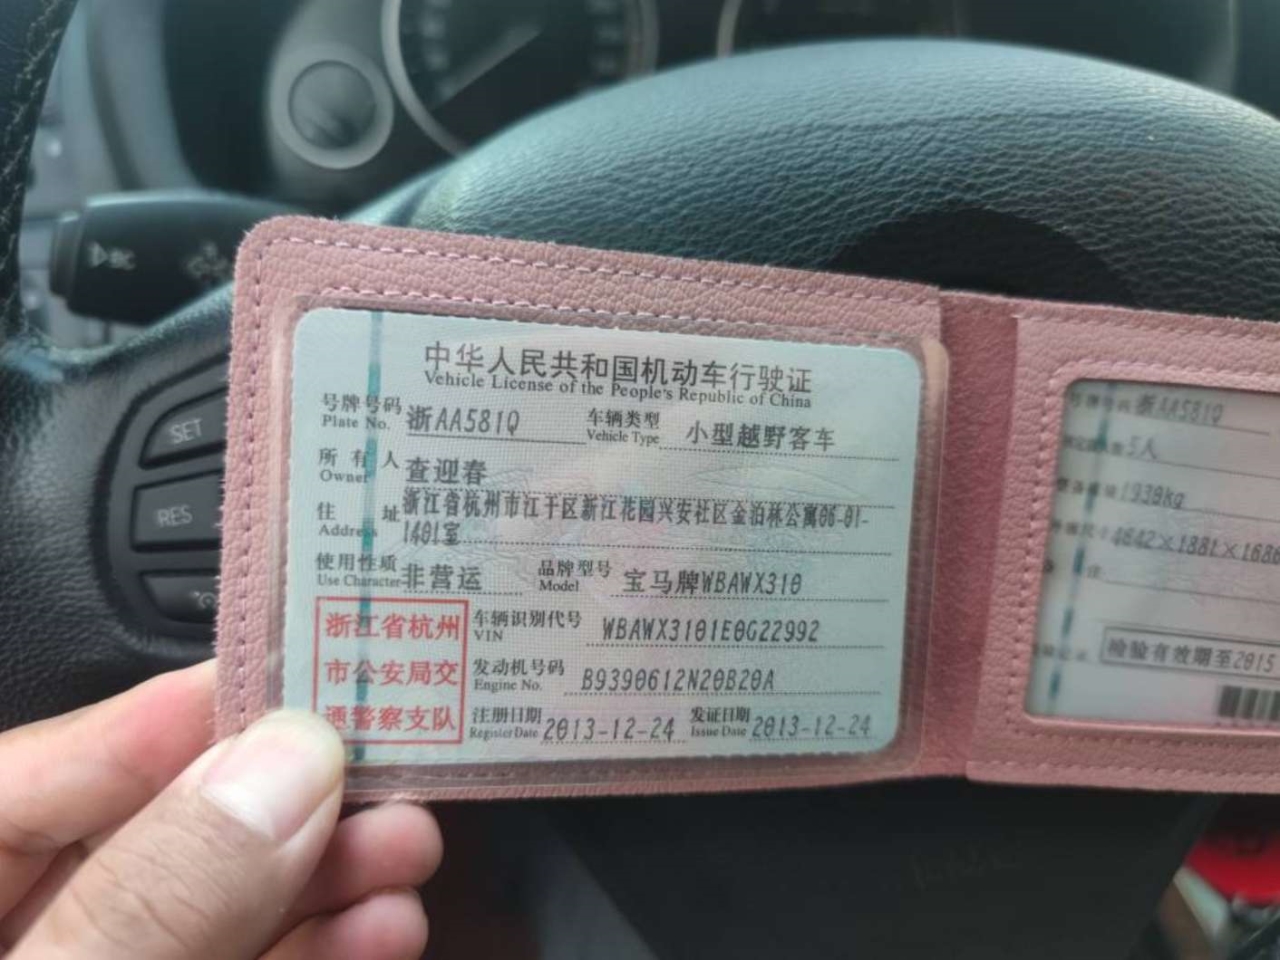 中华人民共和国机动车行驶证
Vehicle License of the People's Republic of China
号牌号码 浙AA581Q 车辆类型 小型越野客车
Plate No. Vehicle Type
所有人 查迎春
Owner
住址 浙江省杭州市江干区新江花园兴安社区金泊林公寓06-01-
Address 1401室
使用性质 非营运 品牌型号 宝马牌WBAWX310
Use Character Model
浙江省杭州
市公安局交
通警察支队
车辆识别代号 WBAWX3101E0G22992
VIN
发动机号码 B9390612N20B20A
Engine No.
注册日期 2013-12-24 发证日期 2013-12-24
Register Date Issue Date
浙AA581Q
5人
1930kg
4642×1881×168
注
检验有效期至2015
SET
RES